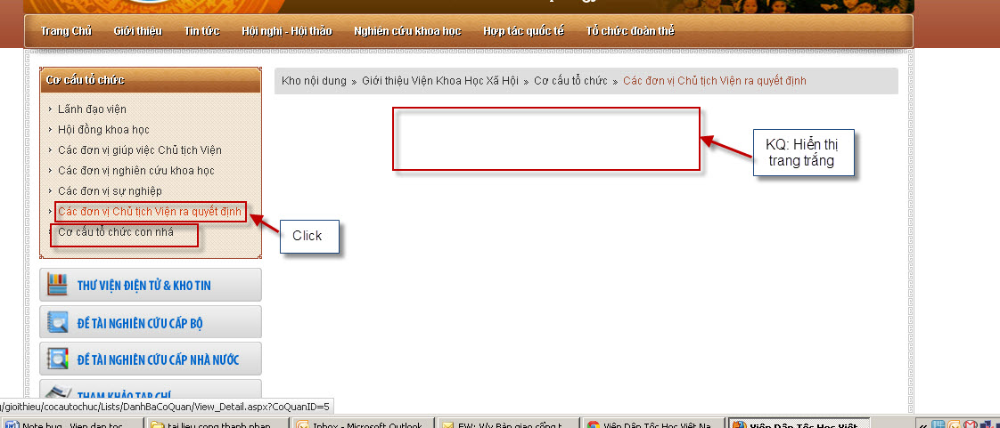 Trang Chủ Giới thiệu Tin tức Hội nghị - Hội thảo Nghiên cứu khoa học Hợp tác quốc tế Tổ chức đoàn thể
Cơ cấu tổ chức
Lãnh đạo viện
Hội đồng khoa học
Các đơn vị giúp việc Chủ tịch Viện
Các đơn vị nghiên cứu khoa học
Các đơn vị sự nghiệp
Các đơn vị Chủ tịch Viện ra quyết định
Cơ cấu tổ chức con nhá
Kho nội dung » Giới thiệu Viện Khoa Học Xã Hội » Cơ cấu tổ chức » Các đơn vị Chủ tịch Viện ra quyết định
KQ: Hiển thị
trang trắng
Click
THƯ VIỆN ĐIỆN TỬ & KHO TIN
ĐỀ TÀI NGHIÊN CỨU CẤP BỘ
ĐỀ TÀI NGHIÊN CỨU CẤP NHÀ NƯỚC
THAM KHẢO TẠP CHÍ
g/gioithieu/cocautochuc/Lists/DanhBaCoQuan/View_Detail.aspx?CoQuanID=5
Note bug - Vien dan toc tai lieu cong thanh phan Inbox - Microsoft Outlook FW: V/v Bàn giao công t Viện Dân Tộc Học Việt Na Viện Dân Tộc Học Việt